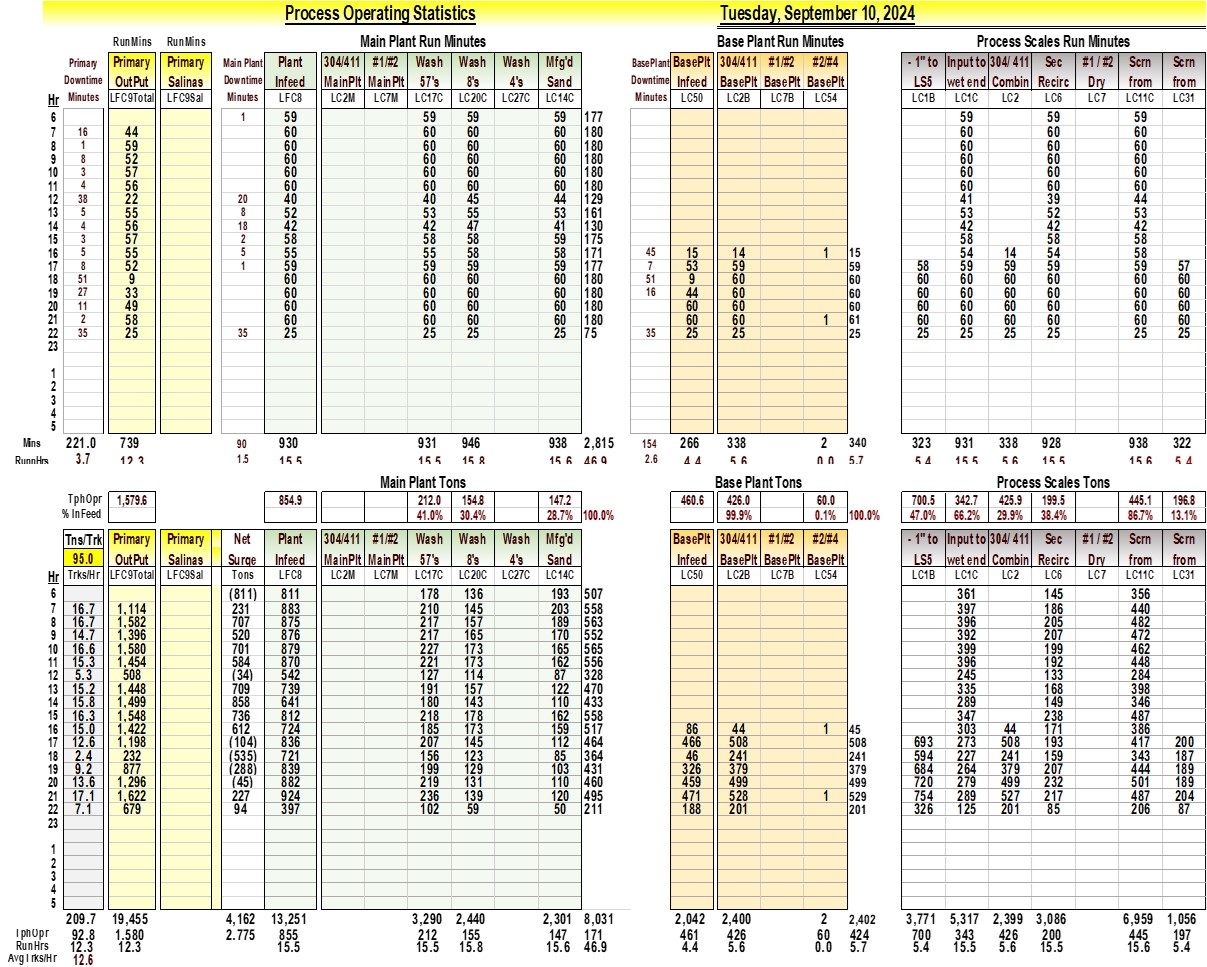 Process Operating Statistics Tuesday, September 10, 2024
RunMins RunMins Main Plant Run Minutes Base Plant Run Minutes Process Scales Run Minutes
Primary Primary Primary Main Plant Plant 304/411 #1/#2 Wash Wash Wash Mfg'd BasePlant BasePlt 304/411 #1/#2 #2/#4 - 1" to Input to 304/ 411 Sec #1 / #2 Scrn Scrn
Downtime OutPut Salinas Downtime Infeed MainPlt MainPlt 57's 8's 4's Sand Downtime Infeed BasePlt BasePlt BasePlt LS5 wet end Combin Recirc Dry from from
Hr Minutes LFC9Total LFC9Sal Minutes LFC8 LC2M LC7M LC17C LC20C LC27C LC14C Minutes LC50 LC2B LC7B LC54 LC1B LC1C LC2 LC6 LC7 LC11C LC31
6 1 59 59 59 59 177 59 59 59
7 16 44 60 60 60 60 180 60 60 60
8 1 59 60 60 60 60 180 60 60 60
9 8 52 60 60 60 60 180 60 60 60
10 3 57 60 60 60 60 180 60 60 60
11 4 56 60 60 60 60 180 60 60 60
12 38 22 20 40 40 45 44 129 41 39 44
13 5 55 8 52 53 55 53 161 53 52 53
14 4 56 18 42 42 47 41 130 42 42 42
15 3 57 2 58 58 58 59 175 58 58 58
16 5 55 5 55 55 58 58 171 45 15 14 1 15 54 14 54 58
17 8 52 1 59 59 59 59 177 7 53 59 59 58 59 59 59 59 57
18 51 9 60 60 60 60 180 51 9 60 60 60 60 60 60 60 60
19 27 33 60 60 60 60 180 16 44 60 60 60 60 60 60 60 60
20 11 49 60 60 60 60 180 60 60 60 60 60 60 60 60 60
21 2 58 60 60 60 60 180 60 60 1 61 60 60 60 60 60 60
22 35 25 35 25 25 25 25 75 35 25 25 25 25 25 25 25 25 25
23
1
2
3
4
5
Mins 221.0 739 90 930 931 946 938 2,815 154 266 338 2 340 323 931 338 928 938 322
RunnHrs 3.7 12.3 1.5 15.5 15.5 15.8 15.6 46.9 2.6 4.4 5.6 0.0 5.7 5.4 15.5 5.6 15.5 15.6 5.4
Main Plant Tons Base Plant Tons Process Scales Tons
TphOpr 1,579.6 854.9 212.0 154.8 147.2 460.6 426.0 60.0 700.5 342.7 425.9 199.5 445.1 196.8
% InFeed 41.0% 30.4% 28.7% 100.0% 99.9% 0.1% 100.0% 47.0% 66.2% 29.9% 38.4% 86.7% 13.1%
Tns/Trk Primary Primary Net Plant 304/411 #1/#2 Wash Wash Wash Mfg'd BasePlt 304/411 #1/#2 #2/#4 - 1" to Input to 304/ 411 Sec #1 / #2 Scrn Scrn
95.0 OutPut Salinas Surge Infeed MainPlt MainPlt 57's 8's 4's Sand Infeed BasePlt BasePlt BasePlt LS5 wet end Combin Recirc Dry from from
Hr Trks/Hr LFC9Total LFC9Sal Tons LFC8 LC2M LC7M LC17C LC20C LC27C LC14C LC50 LC2B LC7B LC54 LC1B LC1C LC2 LC6 LC7 LC11C LC31
6 (811) 811 178 136 193 507 361 145 356
7 16.7 1,114 231 883 210 145 203 558 397 186 440
8 16.7 1,582 707 875 217 157 189 563 396 205 482
9 14.7 1,396 520 876 217 165 170 552 392 207 472
10 16.6 1,580 701 879 227 173 165 565 399 199 462
11 15.3 1,454 584 870 221 173 162 556 396 192 448
12 5.3 508 (34) 542 127 114 87 328 245 133 284
13 15.2 1,448 709 739 191 157 122 470 335 168 398
14 15.8 1,499 858 641 180 143 110 433 289 149 346
15 16.3 1,548 736 812 218 178 162 558 347 238 487
16 15.0 1,422 612 724 185 173 159 517 86 44 1 45 303 44 171 386
17 12.6 1,198 (104) 836 207 145 112 464 466 508 508 693 273 508 193 417 200
18 2.4 232 (535) 721 156 123 85 364 46 241 241 594 227 241 159 343 187
19 9.2 877 (288) 839 199 129 103 431 326 379 379 684 264 379 207 444 189
20 13.6 1,296 (45) 882 219 131 110 460 459 499 499 720 279 499 232 501 189
21 17.1 1,622 227 924 236 139 120 495 471 528 1 529 754 289 527 217 487 204
22 7.1 679 94 397 102 59 50 211 188 201 201 326 125 201 85 206 87
23
1
2
3
4
5
209.7 19,455 4,162 13,251 3,290 2,440 2,301 8,031 2,042 2,400 2 2,402 3,771 5,317 2,399 3,086 6,959 1,056
TphOpr 92.8 1,580 2.775 855 212 155 147 171 461 426 60 424 700 343 426 200 445 197
RunHrs 12.3 12.3 15.5 15.5 15.8 15.6 46.9 4.4 5.6 0.0 5.7 5.4 15.5 5.6 15.5 15.6 5.4
Avg Trks/Hr 12.6